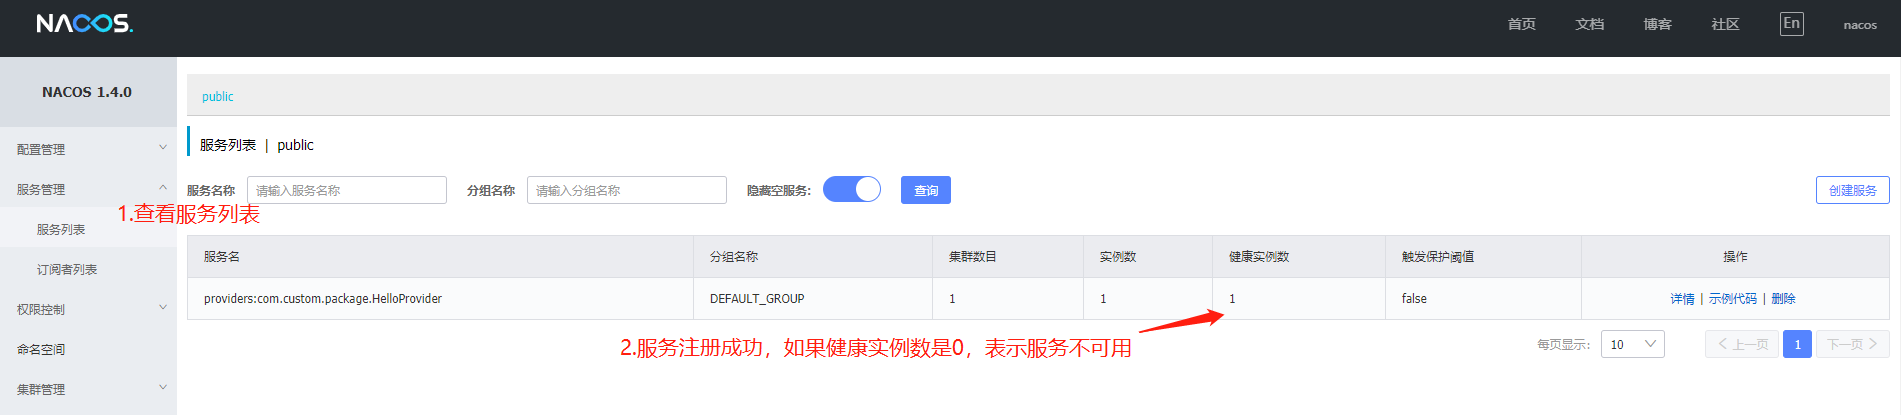 NACOS.
首页 文档 博客 社区 En nacos
NACOS 1.4.0
配置管理
服务管理
服务列表
订阅者列表
权限控制
命名空间
集群管理
public
服务列表 | public
服务名称 请输入服务名称 分组名称 请输入分组名称 隐藏空服务: 查询 创建服务
1.查看服务列表
服务名 分组名称 集群数目 实例数 健康实例数 触发保护阈值 操作
providers:com.custom.package.HelloProvider DEFAULT_GROUP 1 1 1 false 详情 | 示例代码 | 删除
2.服务注册成功，如果健康实例数是0，表示服务不可用
每页显示: 10 上一页 1 下一页